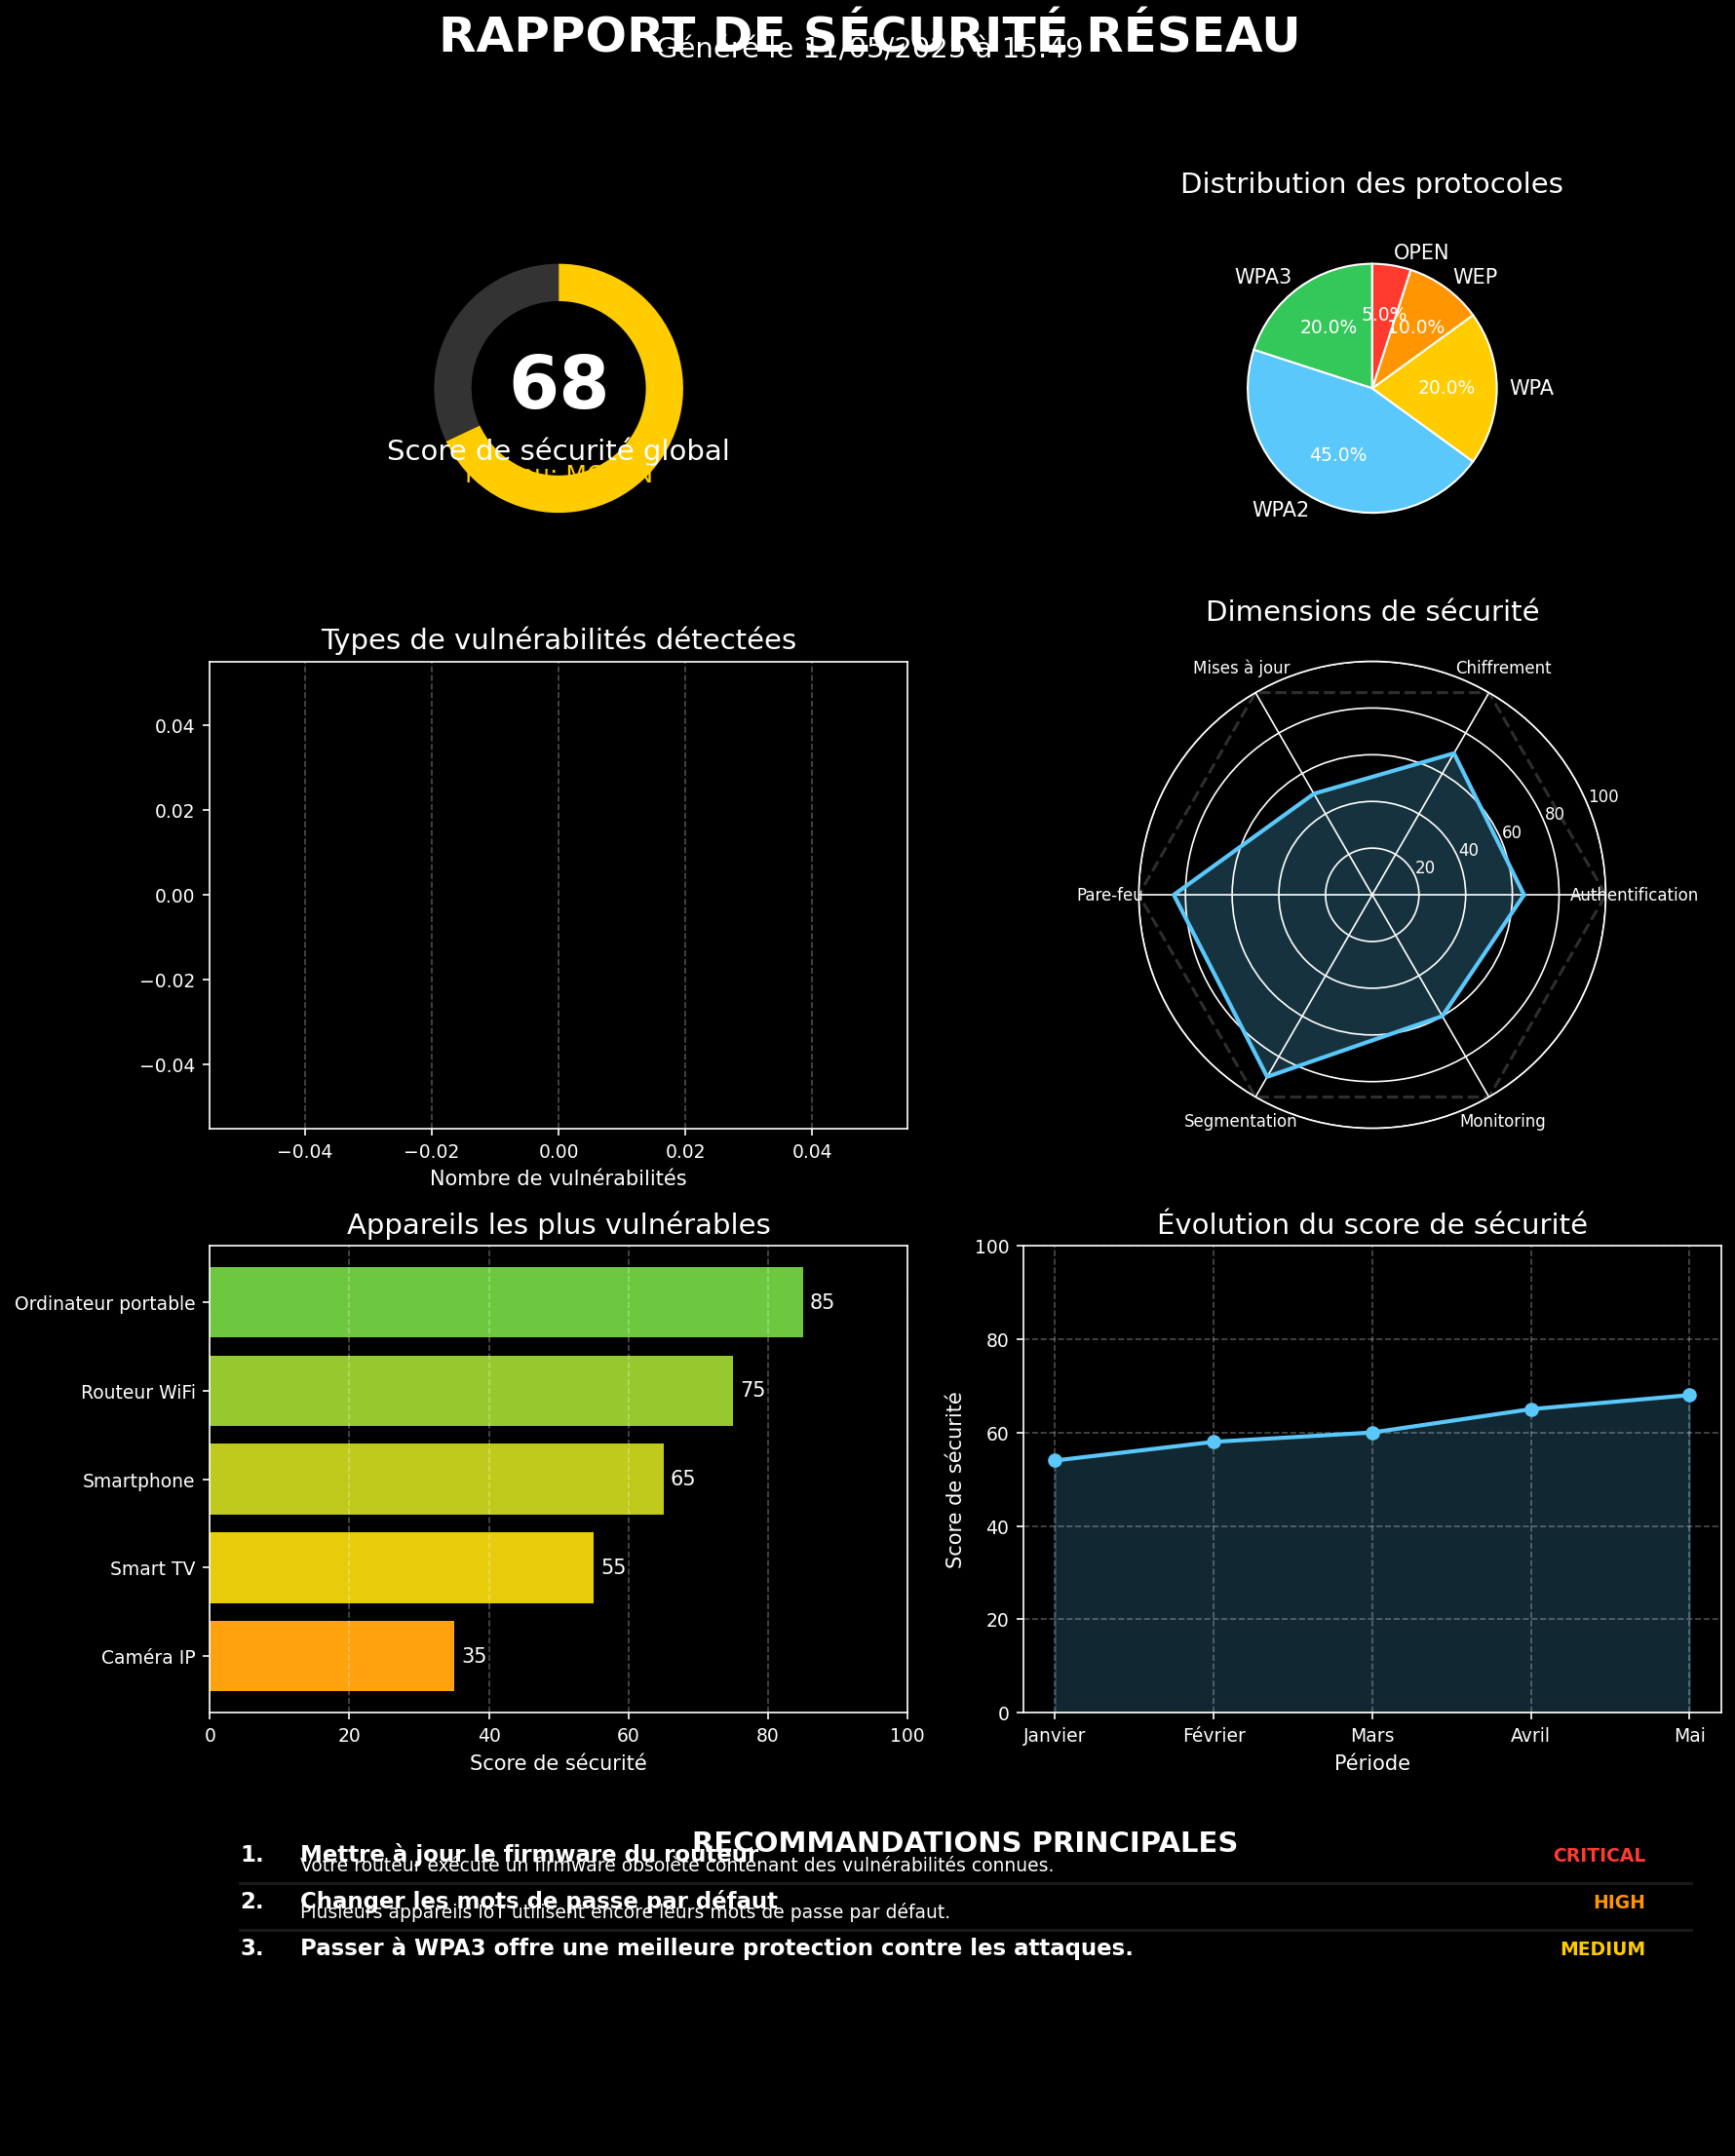 RAPPORT DE SÉCURITÉ RÉSEAU
Généré le 11/05/2025 à 15:49
68
Score de sécurité global
Distribution des protocoles
OPEN
WEP
WPA3
5.0%
10.0%
20.0%
20.0%
WPA
45.0%
WPA2
Types de vulnérabilités détectées
0.04
0.02
0.00
−0.02
−0.04
−0.04
−0.02
0.00
0.02
0.04
Nombre de vulnérabilités
Dimensions de sécurité
Mises à jour
Chiffrement
100
80
60
40
20
Pare-feu
Authentification
Segmentation
Monitoring
Appareils les plus vulnérables
Ordinateur portable
85
Routeur WiFi
75
Smartphone
65
Smart TV
55
Caméra IP
35
0
20
40
60
80
100
Score de sécurité
Évolution du score de sécurité
100
80
60
40
20
0
Score de sécurité
Janvier
Février
Mars
Avril
Mai
Période
RECOMMANDATIONS PRINCIPALES
1. Mettre à jour le firmware du routeur CRITICAL
Votre routeur exécute un firmware obsolète contenant des vulnérabilités connues.
2. Changer les mots de passe par défaut HIGH
Plusieurs appareils IoT utilisent encore leurs mots de passe par défaut.
3. Passer à WPA3 offre une meilleure protection contre les attaques. MEDIUM